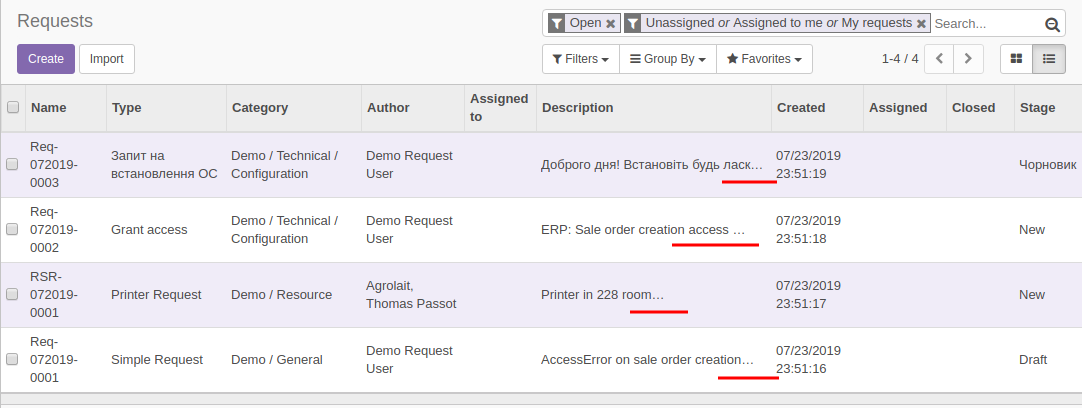 Requests
Open Unassigned or Assigned to me or My requests Search...
Create Import
Filters Group By Favorites 1-4 / 4
Name Type Category Author Assigned to Description Created Assigned Closed Stage
Req-072019-0003 Запит на встановлення ОС Demo / Technical / Configuration Demo Request User Доброго дня! Встановіть будь ласк… 07/23/2019 23:51:19 Чорновик
Req-072019-0002 Grant access Demo / Technical / Configuration Demo Request User ERP: Sale order creation access … 07/23/2019 23:51:18 New
RSR-072019-0001 Printer Request Demo / Resource Agrolait, Thomas Passot Printer in 228 room… 07/23/2019 23:51:17 New
Req-072019-0001 Simple Request Demo / General Demo Request User AccessError on sale order creation… 07/23/2019 23:51:16 Draft